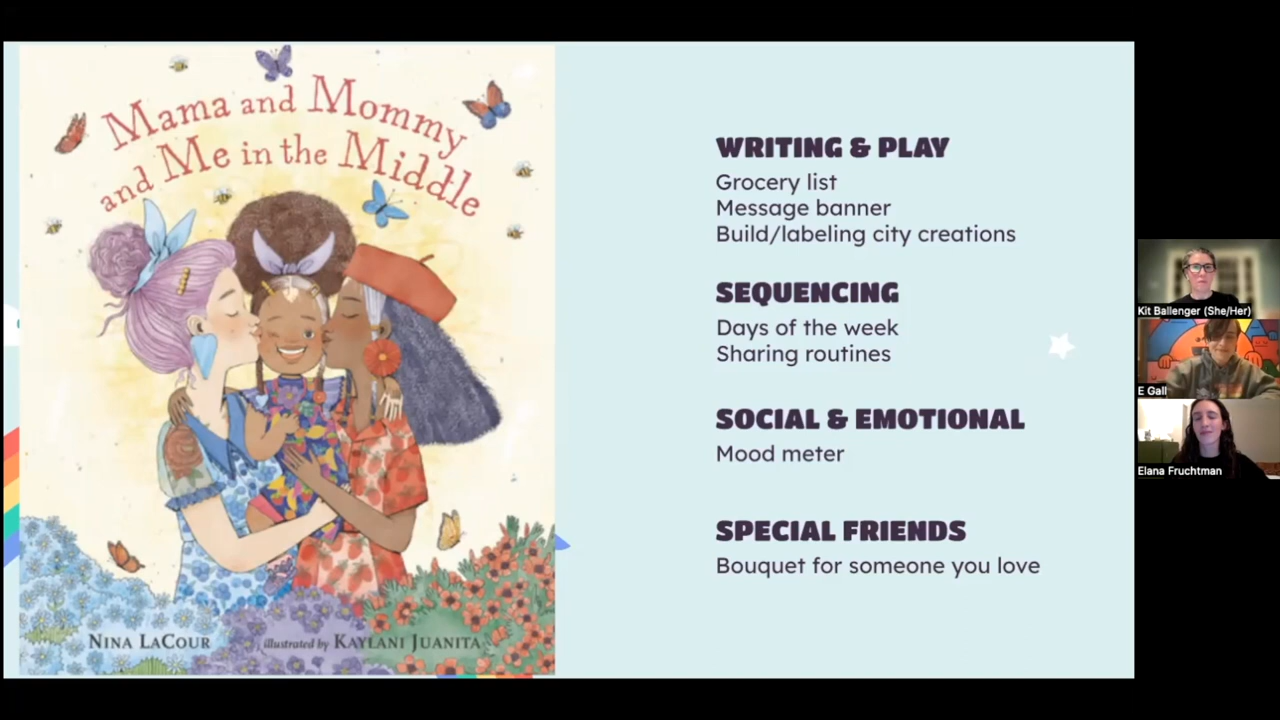 Mama and Mommy
and Me in the Middle
NINA LACOUR
illustrated by KAYLANI JUANITA
WRITING & PLAY
Grocery list
Message banner
Build/labeling city creations
SEQUENCING
Days of the week
Sharing routines
SOCIAL & EMOTIONAL
Mood meter
SPECIAL FRIENDS
Bouquet for someone you love
Kit Ballenger (She/Her)
E Gall
Elana Fruchtman